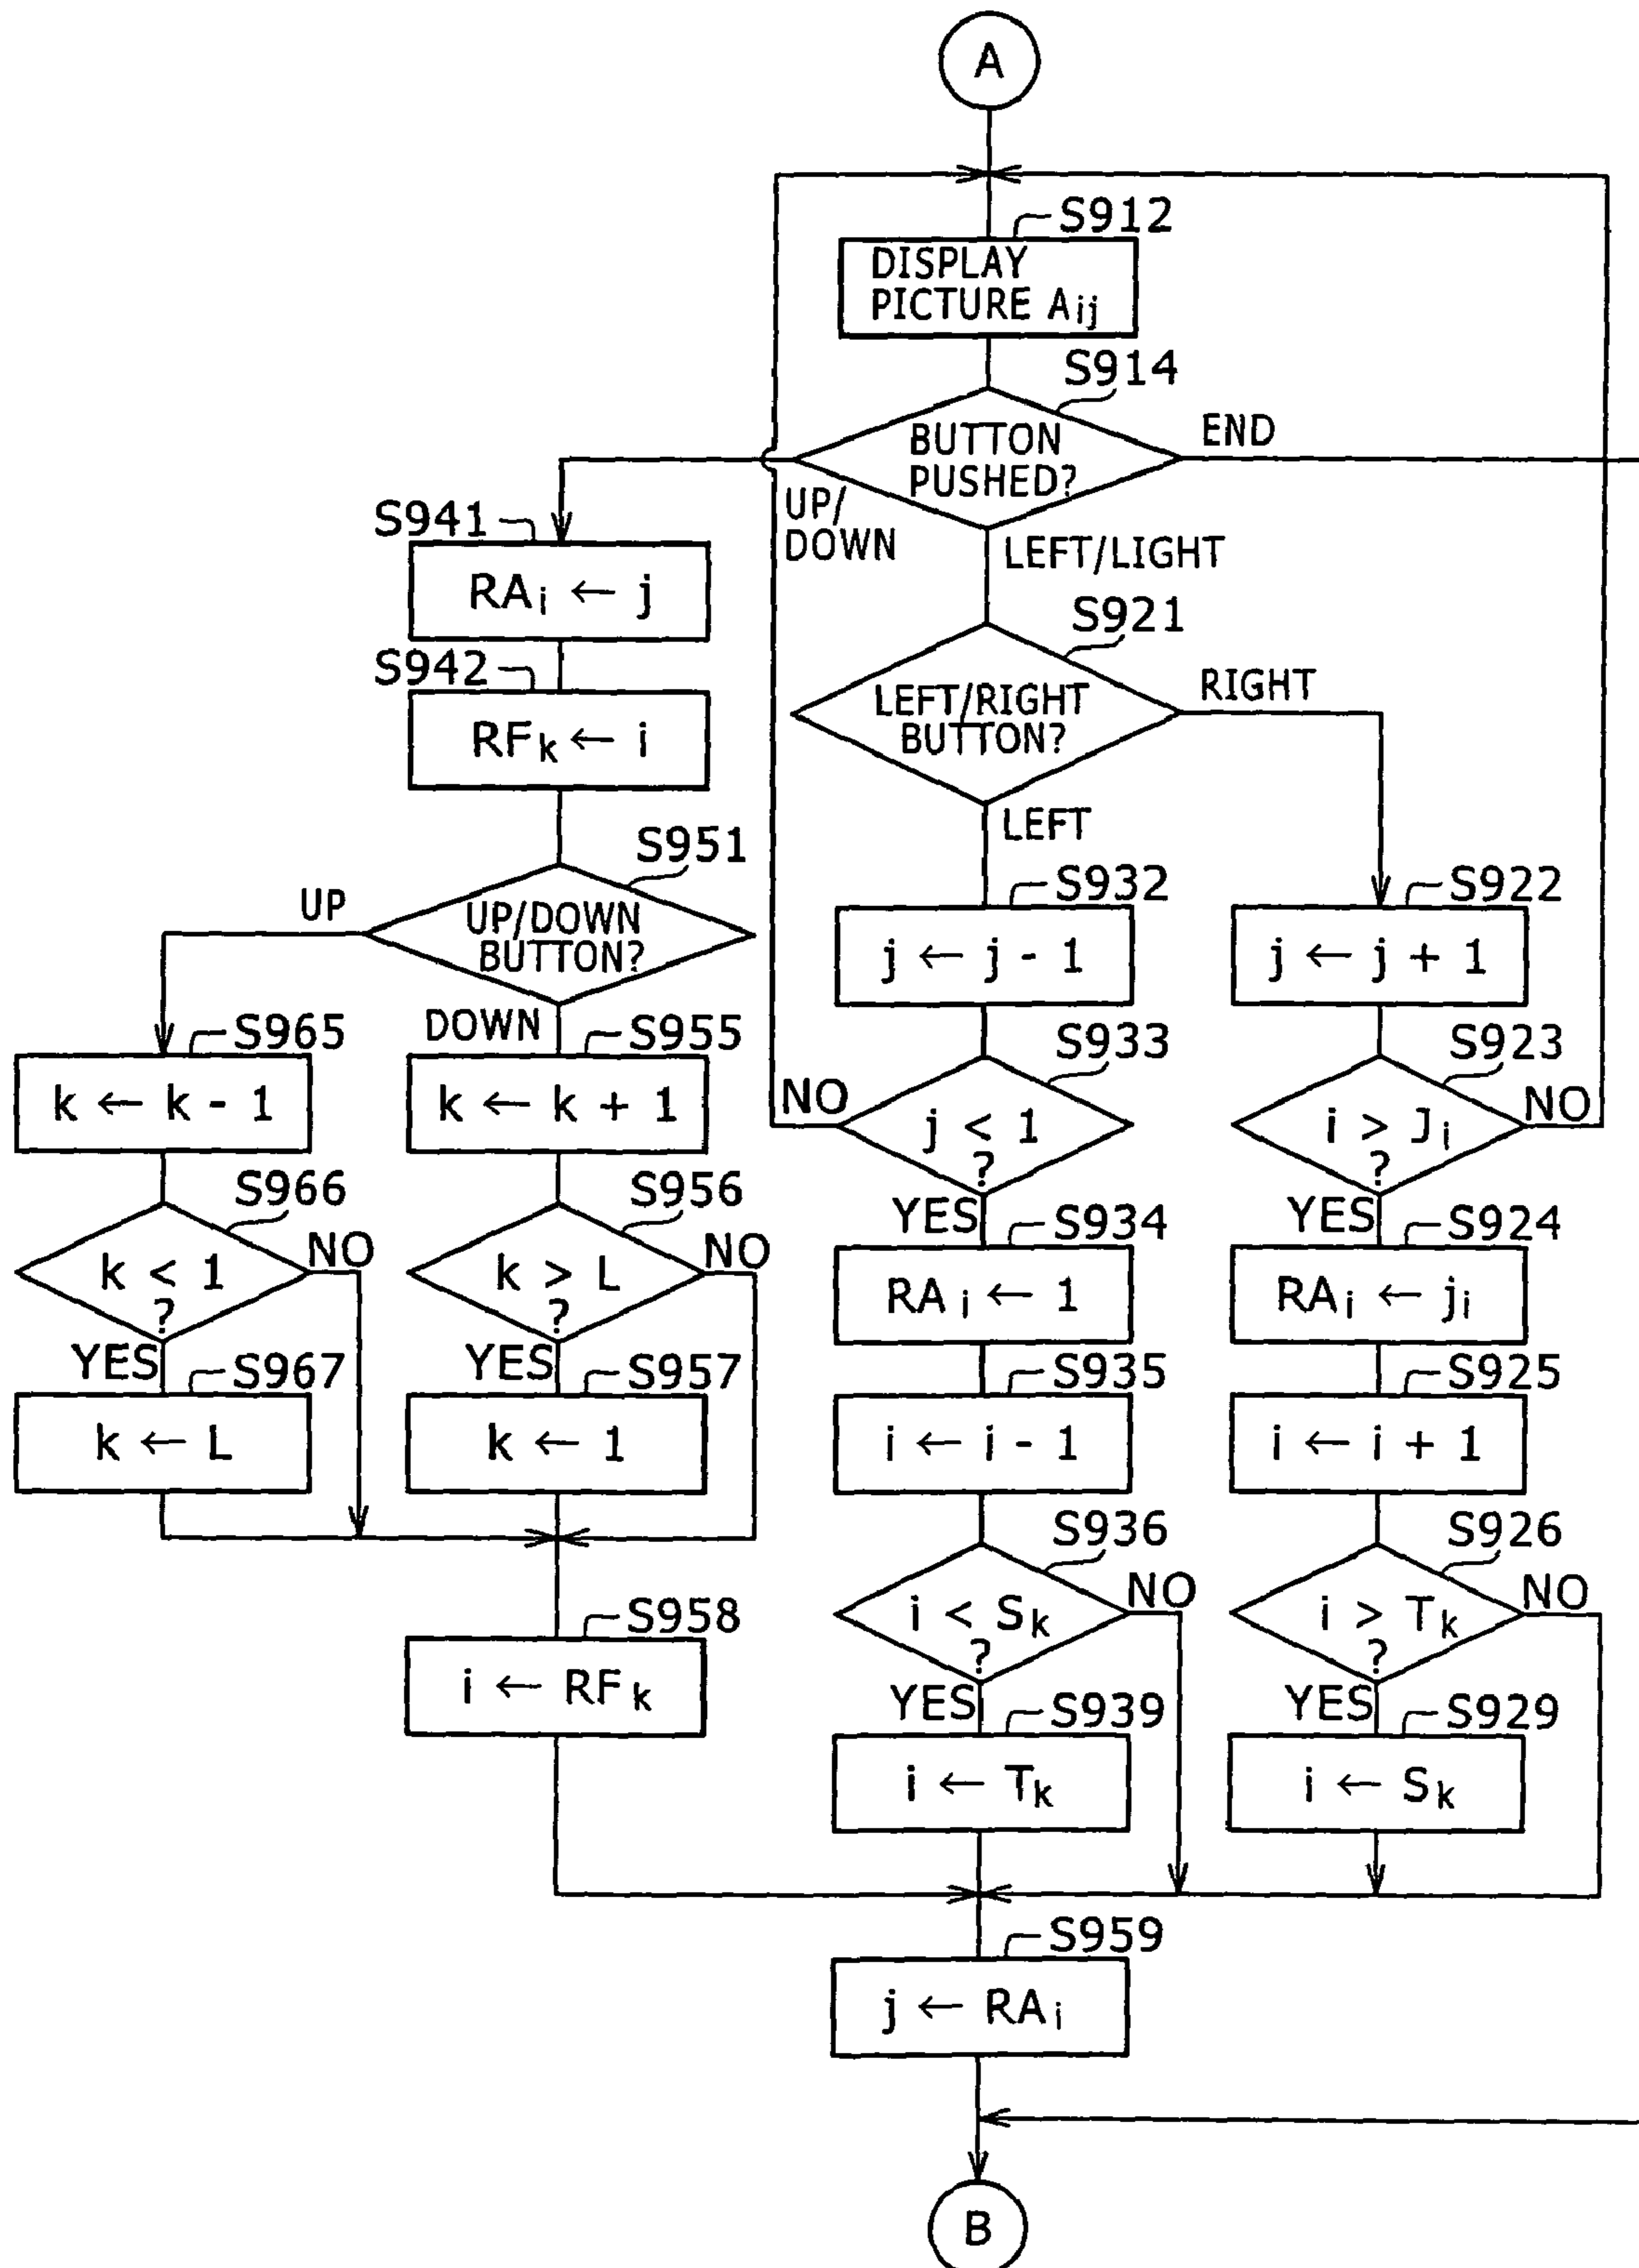 A
S912
DISPLAY
PICTURE Aij
S914
BUTTON
PUSHED?
END
UP/
DOWN
LEFT/LIGHT
S941
RAi ← j
S942
RFk ← i
S921
LEFT/RIGHT
BUTTON?
RIGHT
LEFT
S951
UP/DOWN
BUTTON?
UP
DOWN
S932
j ← j - 1
S922
j ← j + 1
S965
k ← k - 1
S955
k ← k + 1
S933
j < 1
?
NO
YES
S923
i > Ji
?
NO
YES
S966
k < 1
?
NO
YES
S956
k > L
?
NO
YES
S934
RAi ← 1
S924
RAi ← ji
S967
k ← L
S957
k ← 1
S935
i ← i - 1
S925
i ← i + 1
S936
i < Sk
?
NO
YES
S926
i > Tk
?
NO
YES
S958
i ← RFk
S939
i ← Tk
S929
i ← Sk
S959
j ← RAi
B